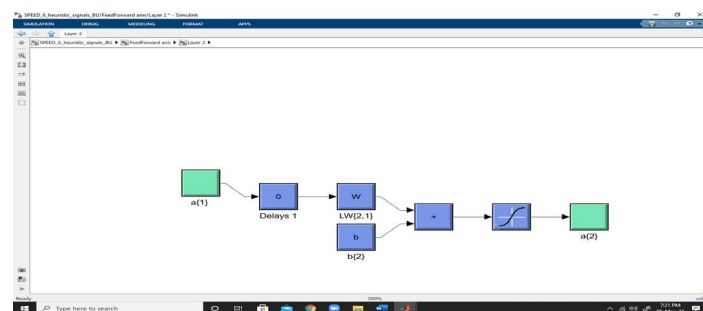 SPEED_6_heuristic_signals_BU/FeedForward ann/Layer 2 * - Simulink
SIMULATION DEBUG MODELING FORMAT APPS
Layer 2
SPEED_6_heuristic_signals_BU FeedForward ann Layer 2
a{1}
0
Delays 1
W
LW{2,1}
b
b{2}
+
a{2}
Ready 200%
Type here to search 7:21 PM